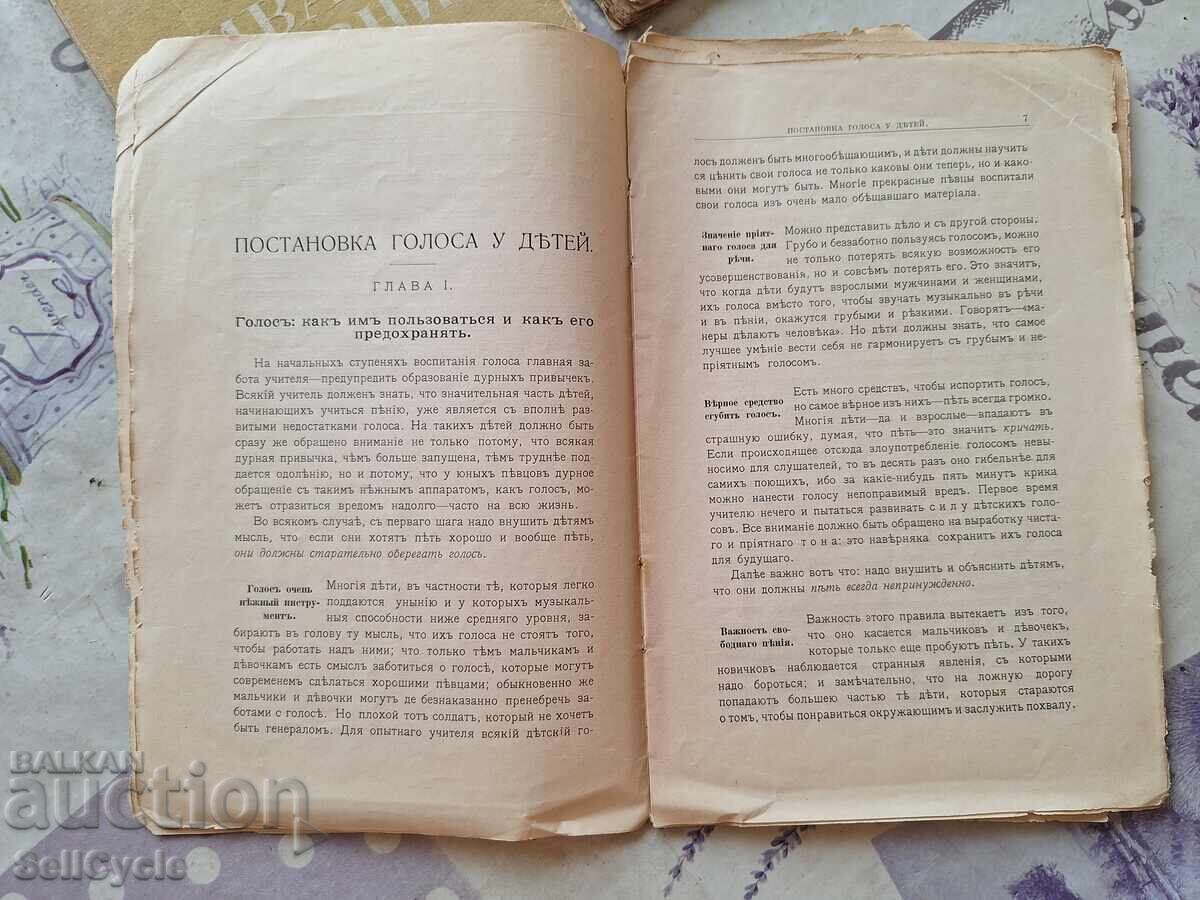 ПОСТАНОВКА ГОЛОСА У ДѢТЕЙ.
ГЛАВА I.
Голосъ: какъ имъ пользоваться и какъ его
предохранять.
На начальныхъ ступеняхъ воспитанія голоса главная за-
бота учителя—предупредить образованіе дурныхъ привычекъ.
Всякій учитель долженъ знать, что значительная часть дѣтей,
начинающихъ учиться пѣнію, уже является съ вполнѣ раз-
витыми недостатками голоса. На такихъ дѣтей должно быть
сразу же обращено вниманіе не только потому, что всякая
дурная привычка, чѣмъ больше запущена, тѣмъ труднѣе под-
дается одолѣнію, но и потому, что у юныхъ пѣвцовъ дурное
обращеніе съ такимъ нѣжнымъ аппаратомъ, какъ голосъ, мо-
жетъ отразиться вредомъ надолго—часто на всю жизнь.
Во всякомъ случаѣ, съ перваго шага надо внушить дѣтямъ
мысль, что если они хотятъ пѣть хорошо и вообще пѣть,
они должны старательно оберегать голосъ.
Голосъ очень
нѣжный инстру-
ментъ.
Многія дѣти, въ частности тѣ, которыя легко
поддаются унынію и у которыхъ музыкаль-
ныя способности ниже средняго уровня, за-
бираютъ въ голову ту мысль, что ихъ голоса не стоятъ того,
чтобы работать надъ ними; что только тѣмъ мальчикамъ и
дѣвочкамъ есть смыслъ заботиться о голосѣ, которые могутъ
современемъ сдѣлаться хорошими пѣвцами; обыкновенно же
мальчики и дѣвочки могутъ де безнаказанно пренебречь за-
ботами о голосѣ. Но плохой тотъ солдатъ, который не хочетъ
быть генераломъ. Для опытнаго учителя всякій дѣтскій го-
ПОСТАНОВКА ГОЛОСА У ДѢТЕЙ. 7
лосъ долженъ быть многообѣщающимъ, и дѣти должны научить
ся цѣнить свои голоса не только каковы они теперь, но и како-
выми они могутъ быть. Многіе прекрасные пѣвцы воспитали
свои голоса изъ очень мало обѣщавшаго матеріала.
Значеніе пріят-
наго голоса для
рѣчи.
Можно представить дѣло и съ другой стороны.
Грубо и беззаботно пользуясь голосомъ, можно
не только потерять всякую возможность его
усовершенствованія, но и совсѣмъ потерять его. Это значитъ,
что когда дѣти будутъ взрослыми мужчинами и женщинами,
ихъ голоса вмѣсто того, чтобы звучать музыкально въ рѣчи
и въ пѣніи, окажутся грубыми и рѣзкими. Говорятъ—«ма-
неры дѣлаютъ человѣка». Но дѣти должны знать, что самое
лучшее умѣніе вести себя не гармонируетъ съ грубымъ и не-
пріятнымъ голосомъ.
Вѣрное средство
сгубить голосъ.
Есть много средствъ, чтобы испортить голосъ,
но самое вѣрное изъ нихъ—пѣть всегда громко.
Многія дѣти—да и взрослые—впадаютъ въ
страшную ошибку, думая, что пѣть—это значитъ кричать.
Если происходящее отсюда злоупотребленіе голосомъ невы-
носимо для слушателей, то въ десять разъ оно гибельнѣе для
самихъ поющихъ, ибо за какіе-нибудь пять минутъ крика
можно нанести голосу непоправимый вредъ. Первое время
учителю нечего и пытаться развивать силу дѣтскихъ голо-
совъ. Все вниманіе должно быть обращено на выработку чиста-
го и пріятнаго тона: это навѣрняка сохранитъ ихъ голоса
для будущаго.
Далѣе важно вотъ что: надо внушить и объяснить дѣтямъ,
что они должны пѣть всегда непринужденно.
Важность сво-
боднаго пѣнія.
Важность этого правила вытекаетъ изъ того,
что оно касается мальчиковъ и дѣвочекъ,
которые только еще пробуютъ пѣть. У такихъ
новичковъ наблюдается странныя явленія, съ которыми
надо бороться; и замѣчательно, что на ложную дорогу
попадаютъ большею частью тѣ дѣти, которыя стараются
о томъ, чтобы понравиться окружающимъ и заслужить похвалу.
BALKAN
auction
SellCycle